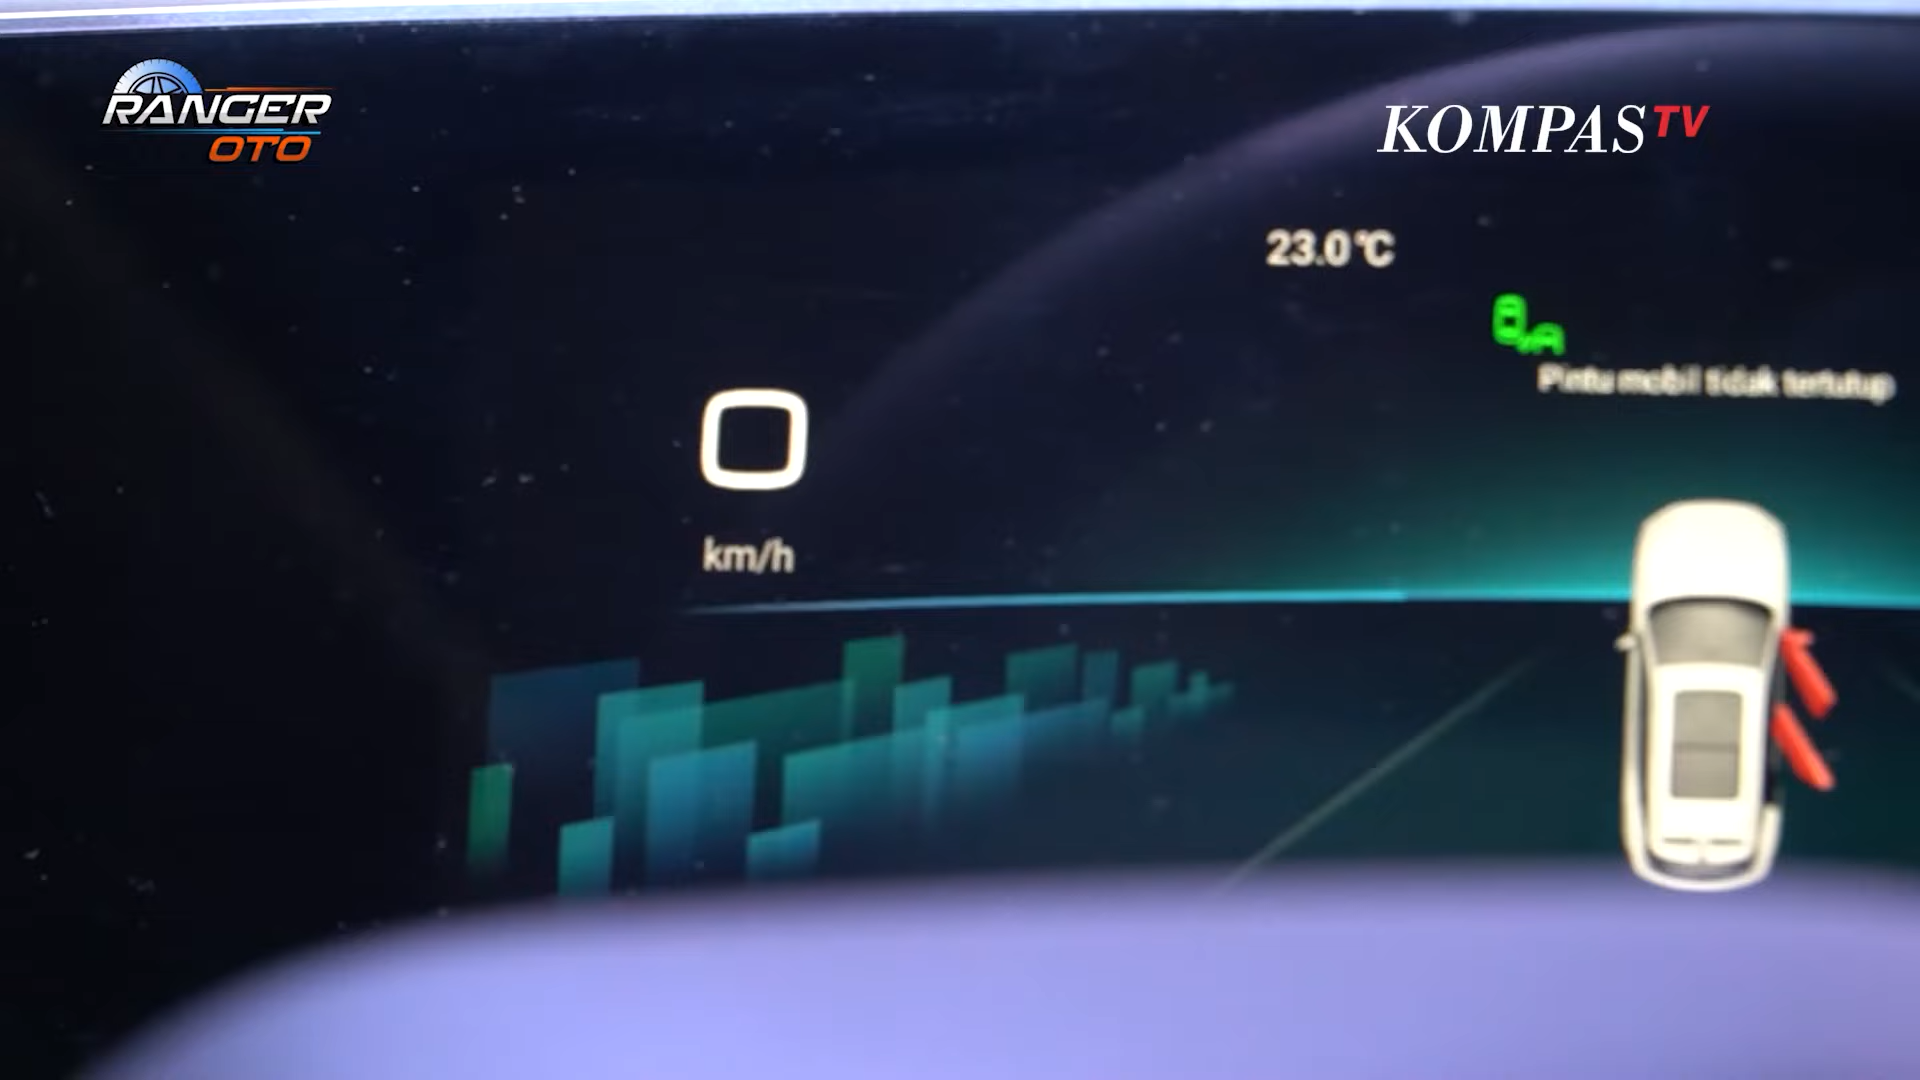 RANGER
OTO
KOMPAS TV
23.0℃
Pintu mobil tidak tertutup
0
km/h